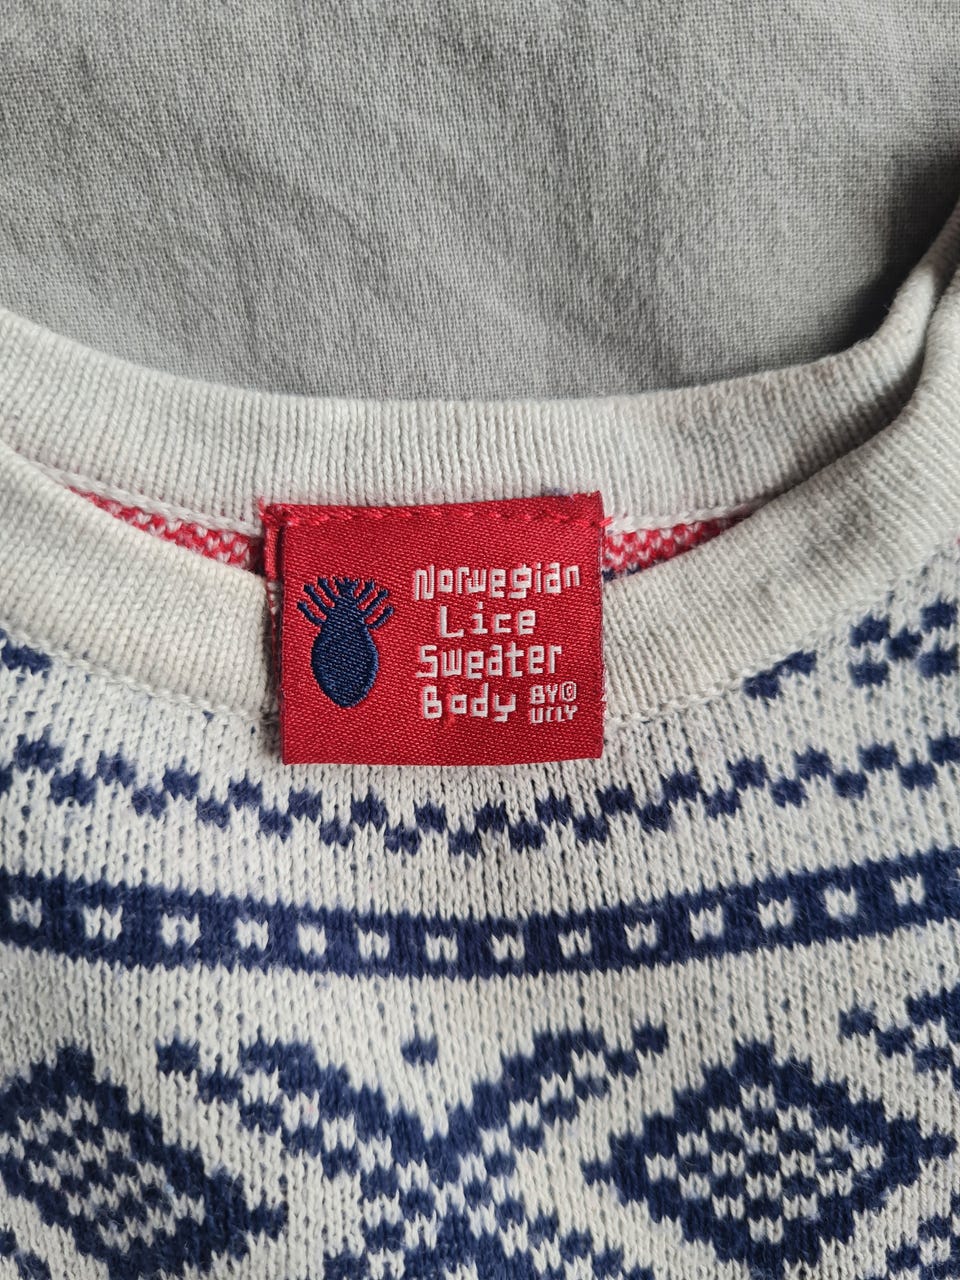 Norwegian
Lice
Sweater
Body BY©
ULLY